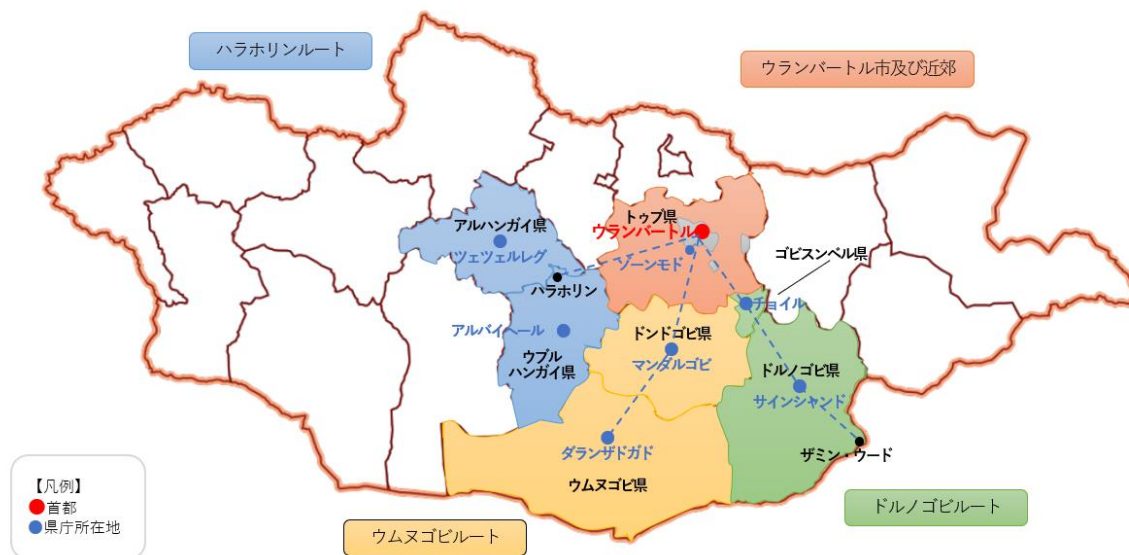 ハラホリンルート
ウランバートル市及び近郊
トゥブ県
ウランバートル
アルハンガイ県
ツェツェルレグ
ゾーンモド
ゴビスンベル県
ハラホリン
チョイル
アルバイヘール
ドンドゴビ県
マンダルゴビ
ウブル
ハンガイ県
ドルノゴビ県
サインシャンド
ダランザドガド
ザミン・ウード
ウムヌゴビ県
【凡例】
首都
県庁所在地
ドルノゴビルート
ウムヌゴビルート